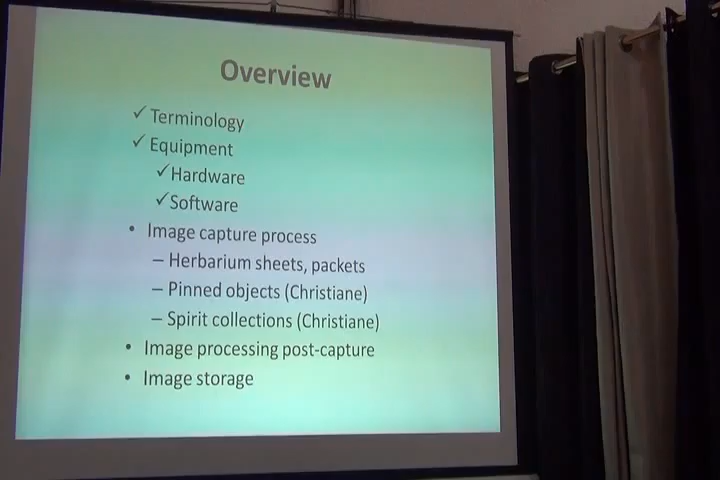 Overview
✓ Terminology
✓ Equipment
✓ Hardware
✓ Software
• Image capture process
– Herbarium sheets, packets
– Pinned objects (Christiane)
– Spirit collections (Christiane)
• Image processing post-capture
• Image storage